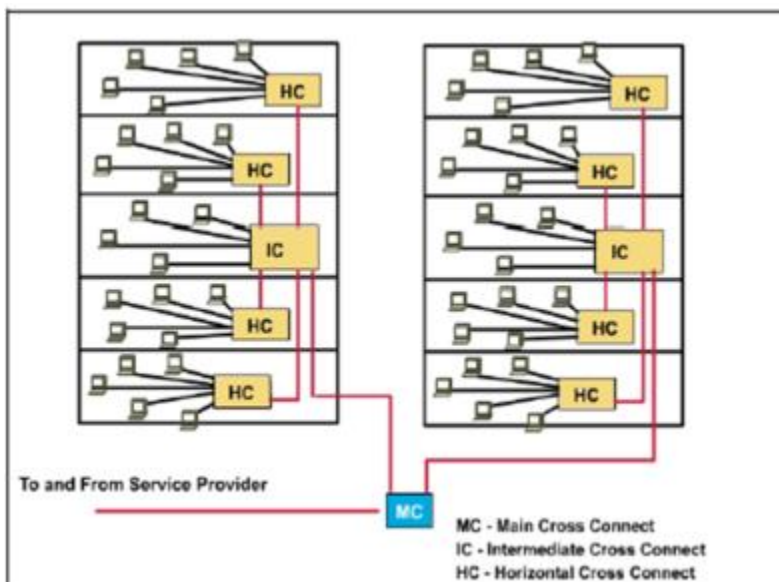 HC
HC
HC
HC
IC
IC
HC
HC
HC
HC
To and From Service Provider
MC
MC - Main Cross Connect
IC - Intermediate Cross Connect
HC - Horizontal Cross Connect